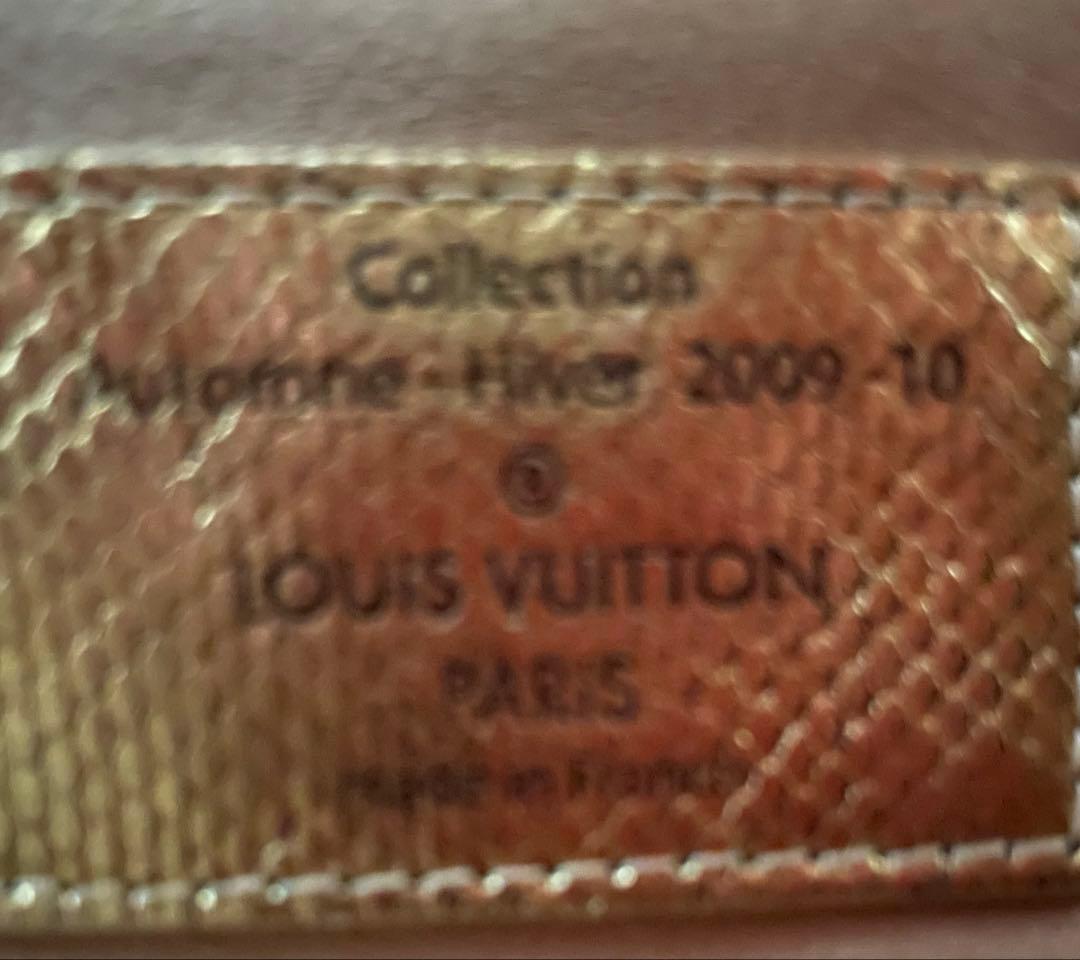 Collection
Automne - Hiver 2009 -10
®
LOUIS VUITTON
PARIS
made in France